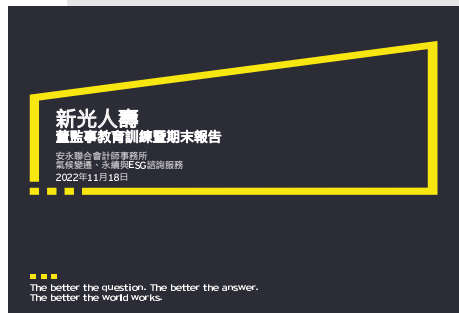 新光人壽
董監事教育訓練暨期末報告
安永聯合會計師事務所
氣候變遷、永續與ESG諮詢服務
2022年11月18日
The better the question. The better the answer.
The better the world works.